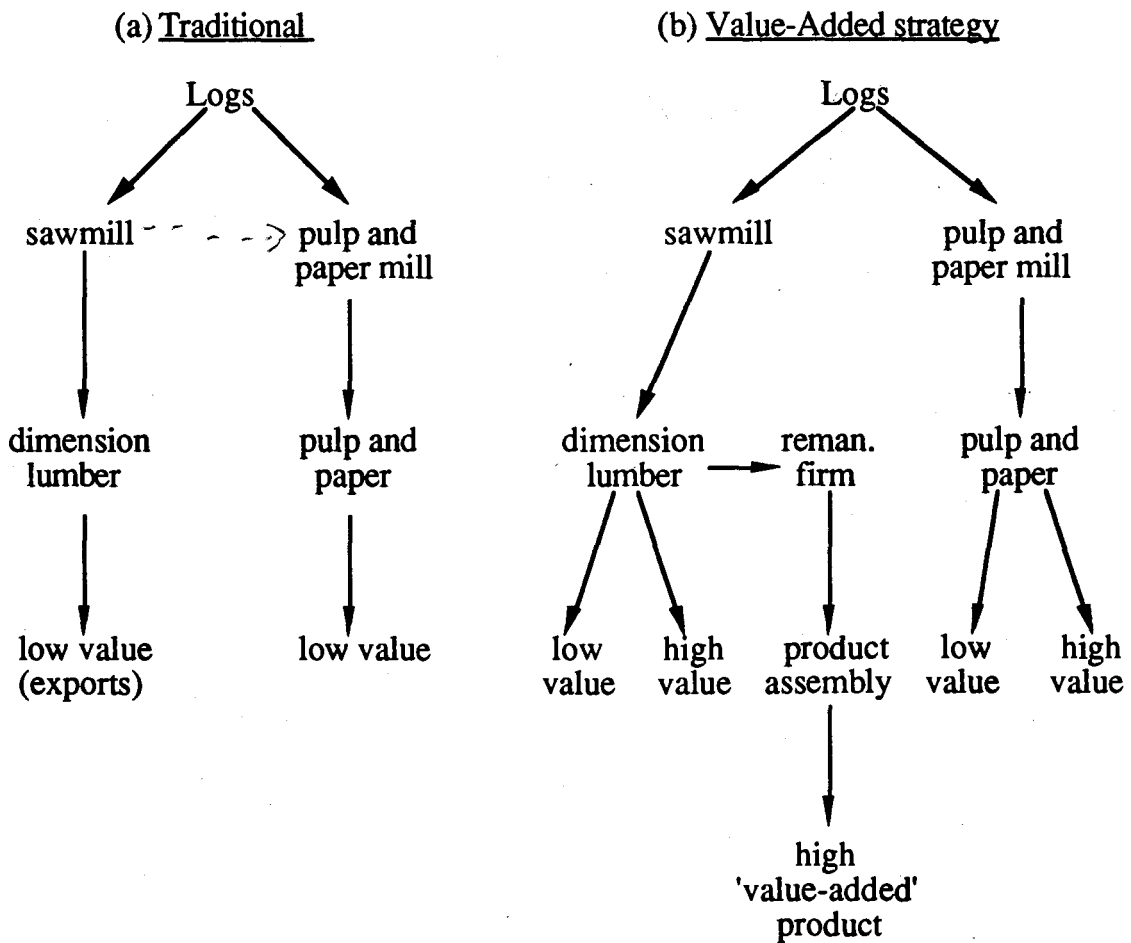 (a) Traditional
Logs
sawmill
pulp and
paper mill
dimension
lumber
pulp and
paper
low value
(exports)
low value
(b) Value-Added strategy
Logs
sawmill
pulp and
paper mill
dimension
lumber
reman.
firm
pulp and
paper
low
value
high
value
product
assembly
low
value
high
value
high
'value-added'
product